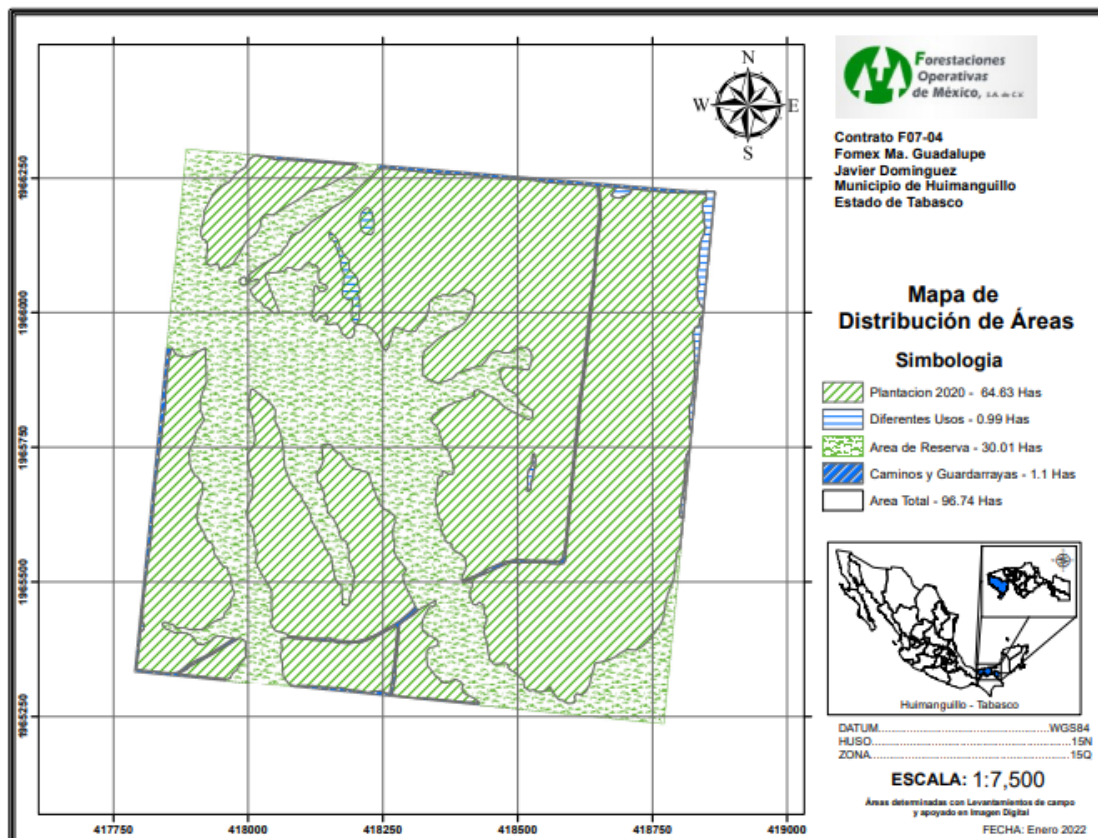 Forestaciones
Operativas
de México, S.A. de C.V.
Contrato F07-04
Fomex Ma. Guadalupe
Javier Dominguez
Municipio de Huimanguillo
Estado de Tabasco
N
W
E
S
Mapa de
Distribución de Áreas
Simbologia
Plantacion 2020 - 64.63 Has
Diferentes Usos - 0.99 Has
Area de Reserva - 30.01 Has
Caminos y Guardarrayas - 1.1 Has
Area Total - 96.74 Has
Huimanguillo - Tabasco
DATUM..........................................................WGS84
HUSO..................................................................15N
ZONA..................................................................15Q
ESCALA: 1:7,500
Áreas determinadas con Levantamientos de campo
y apoyado en Imagen Digital
FECHA: Enero 2022
1966250
1966000
1965750
1965500
1965250
417750
418000
418250
418500
418750
419000